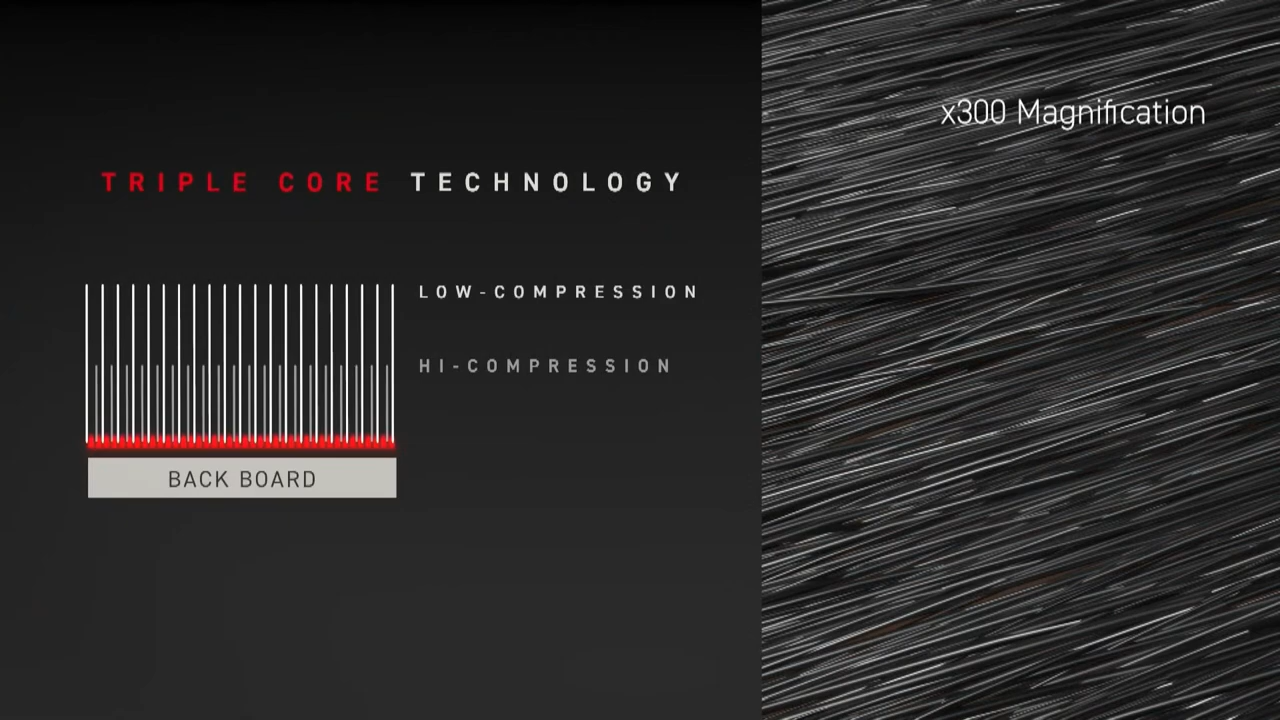 x300 Magnification
TRIPLE CORE TECHNOLOGY
LOW-COMPRESSION
HI-COMPRESSION
BACK BOARD